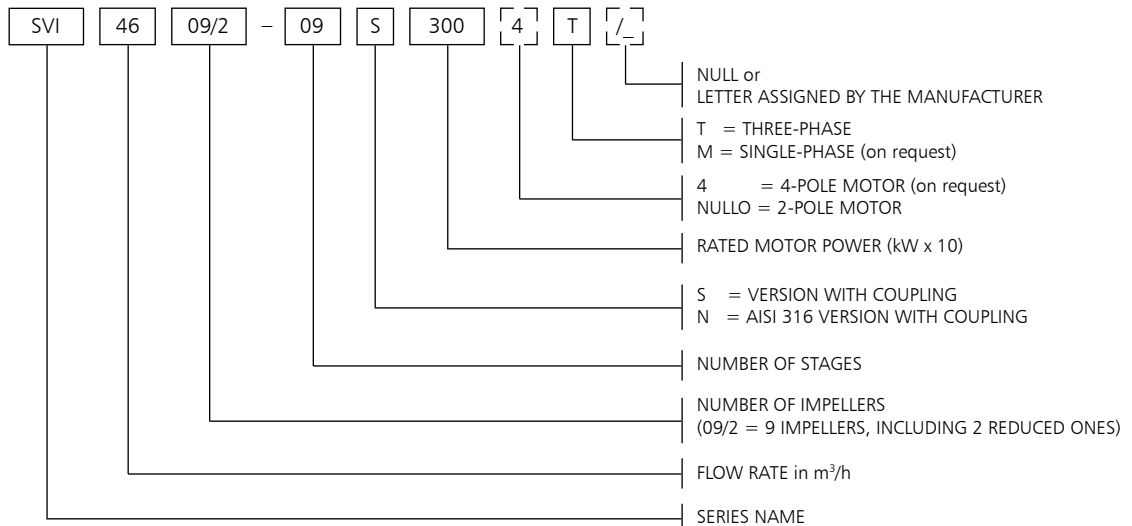 SVI 46 09/2 – 09 S 300 4 T /_
NULL or
LETTER ASSIGNED BY THE MANUFACTURER
T = THREE-PHASE
M = SINGLE-PHASE (on request)
4 = 4-POLE MOTOR (on request)
NULLO = 2-POLE MOTOR
RATED MOTOR POWER (kW x 10)
S = VERSION WITH COUPLING
N = AISI 316 VERSION WITH COUPLING
NUMBER OF STAGES
NUMBER OF IMPELLERS
(09/2 = 9 IMPELLERS, INCLUDING 2 REDUCED ONES)
FLOW RATE in m³/h
SERIES NAME